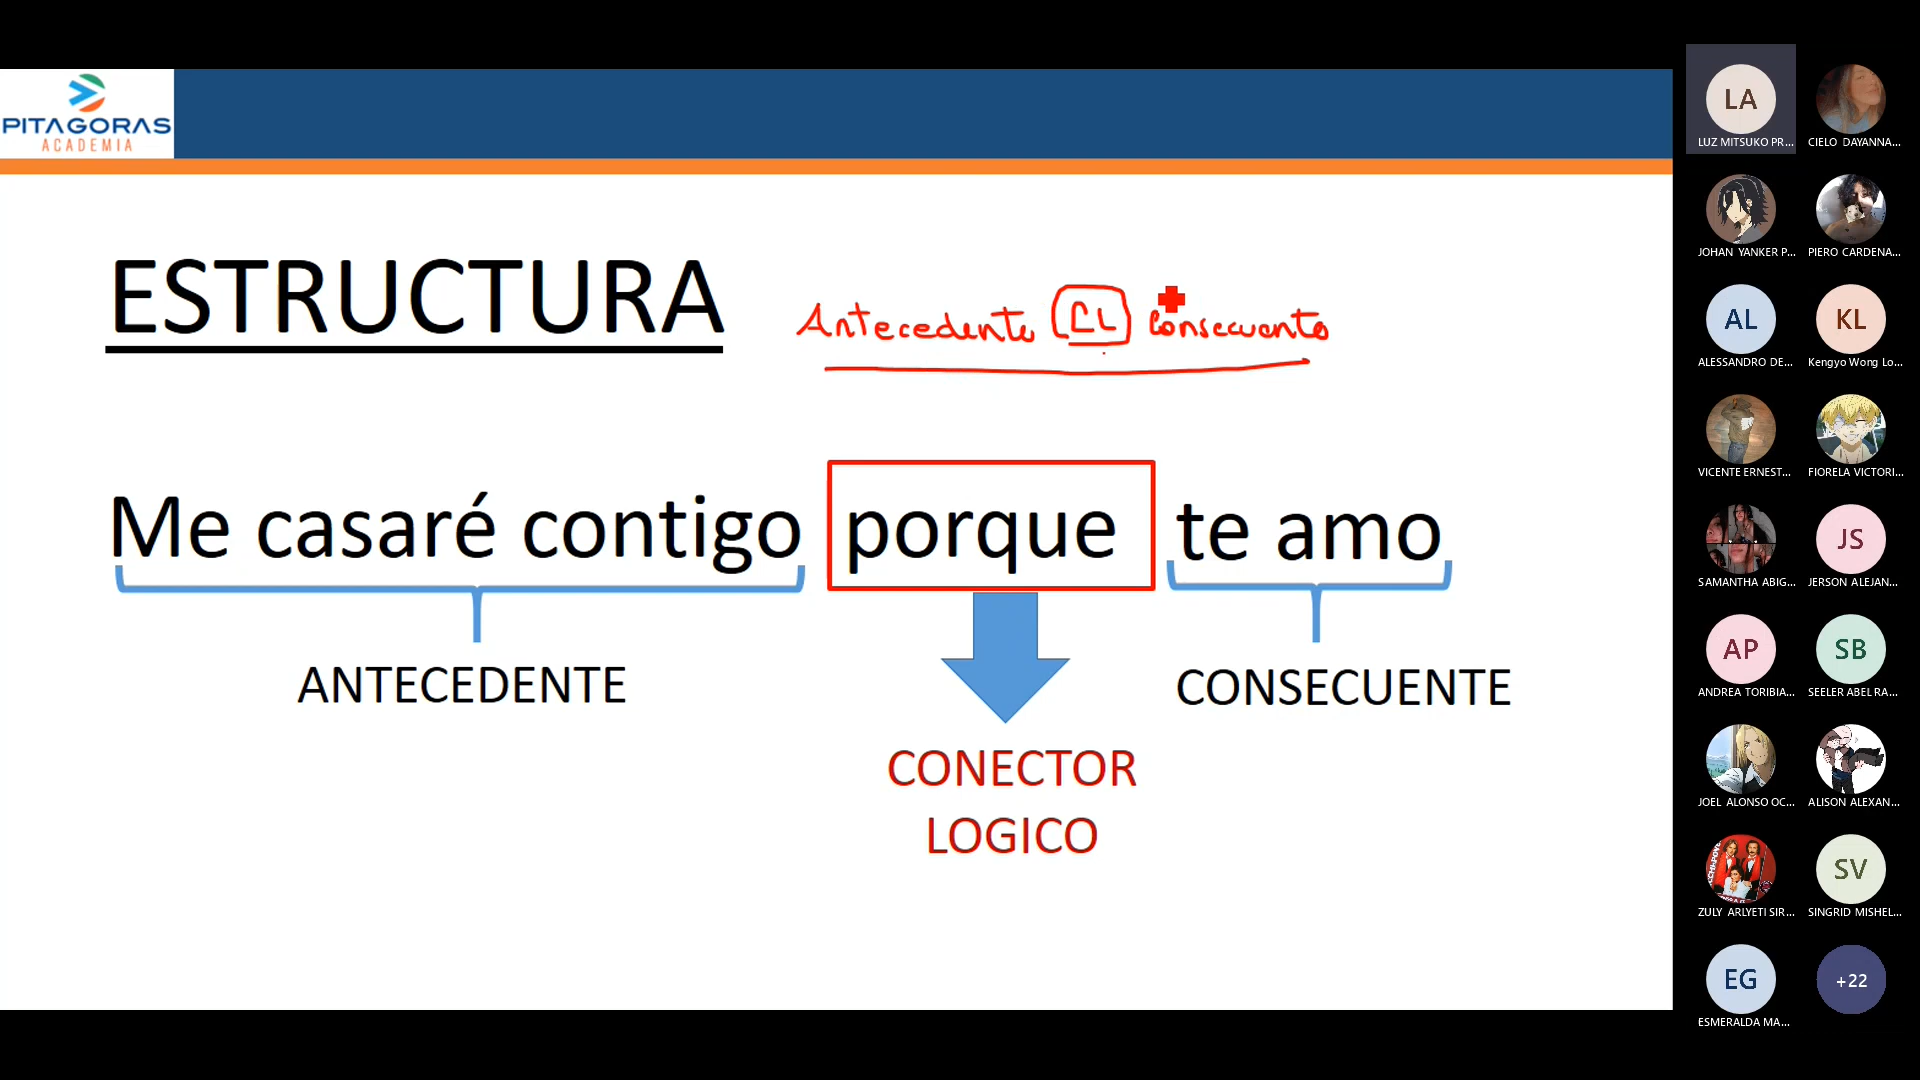 PITAGORAS
ACADEMIA
ESTRUCTURA
Antecedente CL Consecuente
Me casaré contigo porque te amo
ANTECEDENTE
CONSECUENTE
CONECTOR
LOGICO
LA
LUZ MITSUKO PR...
CIELO DAYANNA...
JOHAN YANKER P...
PIERO CARDENA...
AL
ALESSANDRO DE...
KL
Kengyo Wong Lo...
VICENTE ERNEST...
FIORELA VICTORI...
SAMANTHA ABIG...
JS
JERSON ALEJAN...
AP
ANDREA TORIBIA...
SB
SEELER ABEL RA...
JOEL ALONSO OC...
ALISON ALEXAN...
ZULY ARLYETI SIR...
SV
SINGRID MISHEL...
EG
ESMERALDA MA...
+22